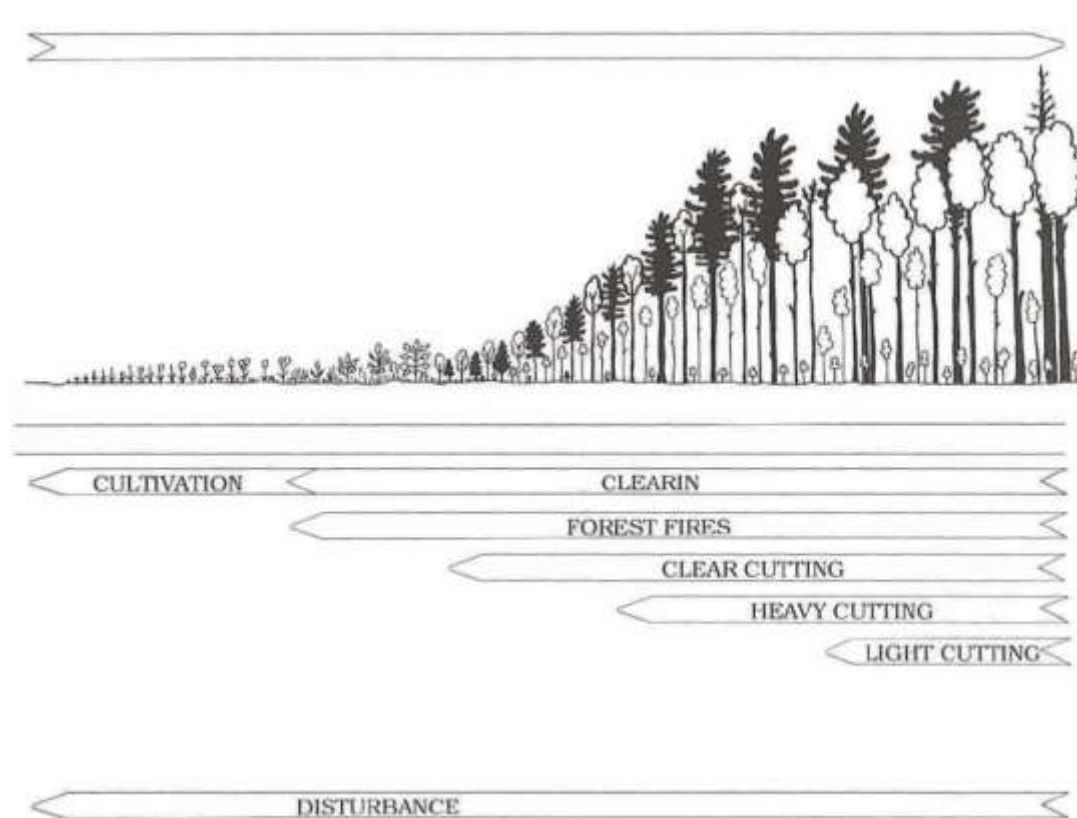 CULTIVATION CLEARIN
FOREST FIRES
CLEAR CUTTING
HEAVY CUTTING
LIGHT CUTTING
DISTURBANCE